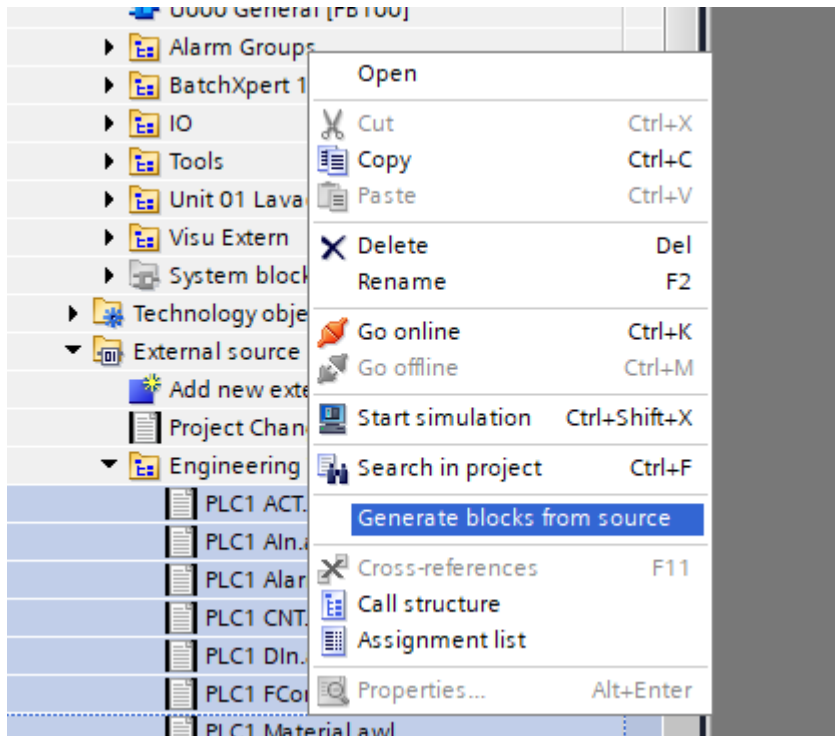 U000 General [FB100]
Alarm Groups
BatchXpert 1
IO
Tools
Unit 01 Lava
Visu Extern
System block
Technology obje
External source
Add new exte
Project Chan
Engineering
PLC1 ACT.
PLC1 AIn.a
PLC1 Alar
PLC1 CNT.
PLC1 DIn.a
PLC1 FCo
PLC1 Material.awl
Open
Cut Ctrl+X
Copy Ctrl+C
Paste Ctrl+V
Delete Del
Rename F2
Go online Ctrl+K
Go offline Ctrl+M
Start simulation Ctrl+Shift+X
Search in project Ctrl+F
Generate blocks from source
Cross-references F11
Call structure
Assignment list
Properties... Alt+Enter